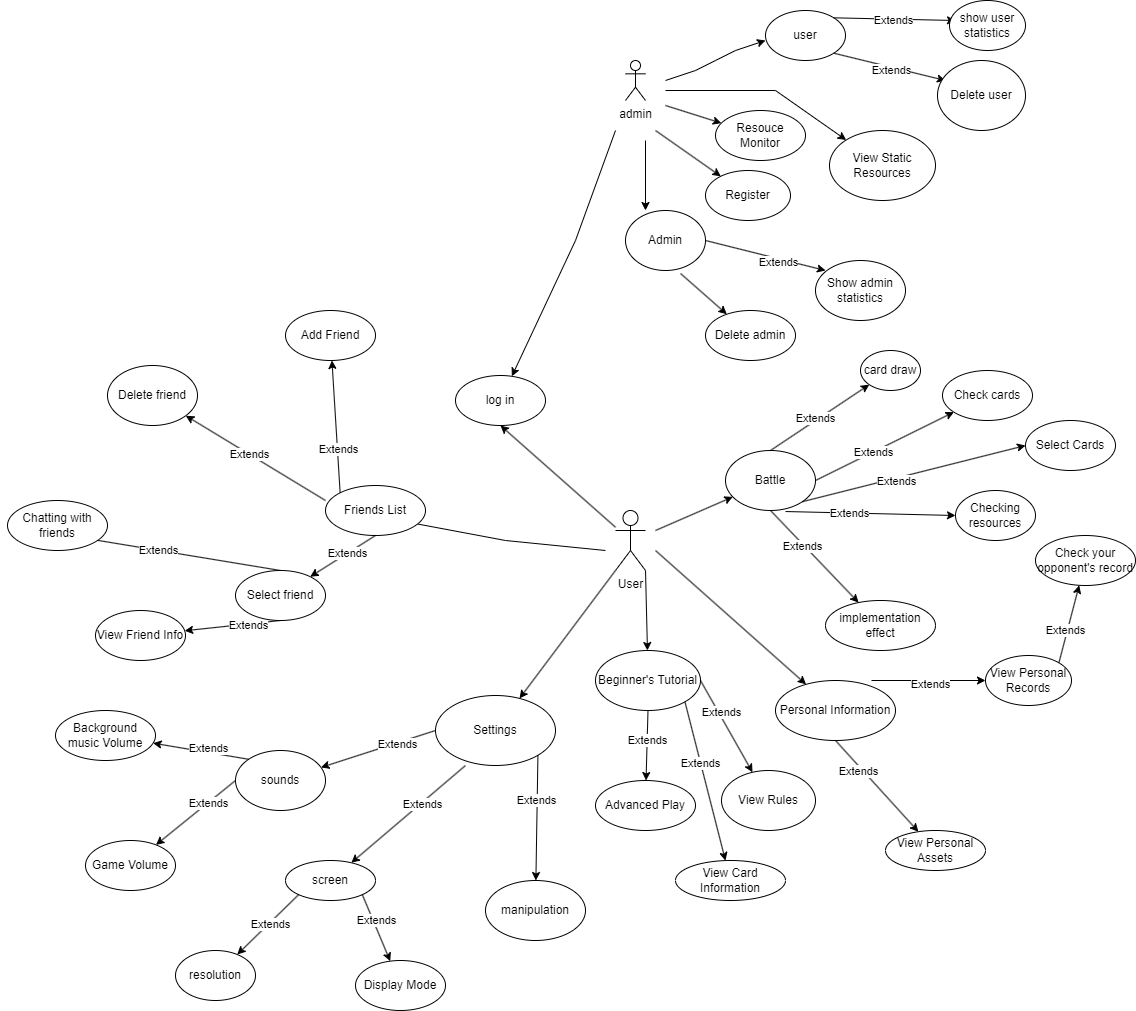 user
Extends
show user
statistics
Extends
Delete user
admin
Resouce
Monitor
View Static
Resources
Register
Admin
Extends
Show admin
statistics
Delete admin
Add Friend
Delete friend
Extends
Extends
log in
card draw
Extends
Check cards
Extends
Select Cards
Extends
Battle
Checking
resources
Extends
Extends
implementation
effect
Friends List
Chatting with
friends
Extends
Extends
Select friend
Extends
View Friend Info
User
Check your
opponent's record
Extends
View Personal
Records
Extends
Personal Information
Extends
View Personal
Assets
Beginner's Tutorial
Extends
Extends
Extends
Advanced Play
View Rules
View Card
Information
Settings
Extends
Background
music Volume
Extends
sounds
Extends
Game Volume
Extends
Extends
screen
manipulation
Extends
Extends
resolution
Display Mode